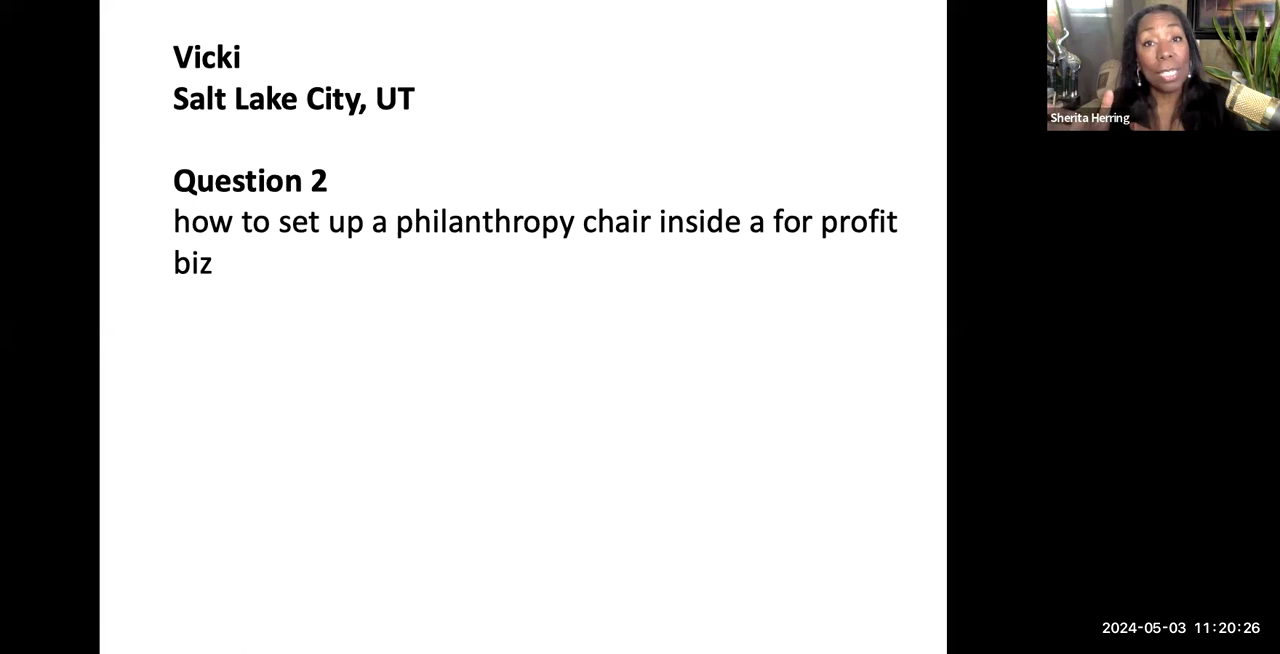 Vicki
Salt Lake City, UT
Question 2
how to set up a philanthropy chair inside a for profit
biz
Sherita Herring
2024-05-03 11:20:26